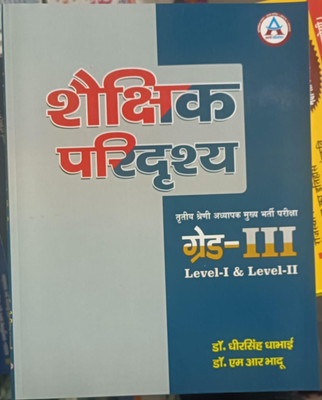 शैक्षिक
परिदृश्य
तृतीय श्रेणी अध्यापक मुख्य भर्ती परीक्षा
ग्रेड-III
Level-I & Level-II
डॉ. धीरसिंह धाभाई
डॉ. एम आर भादू